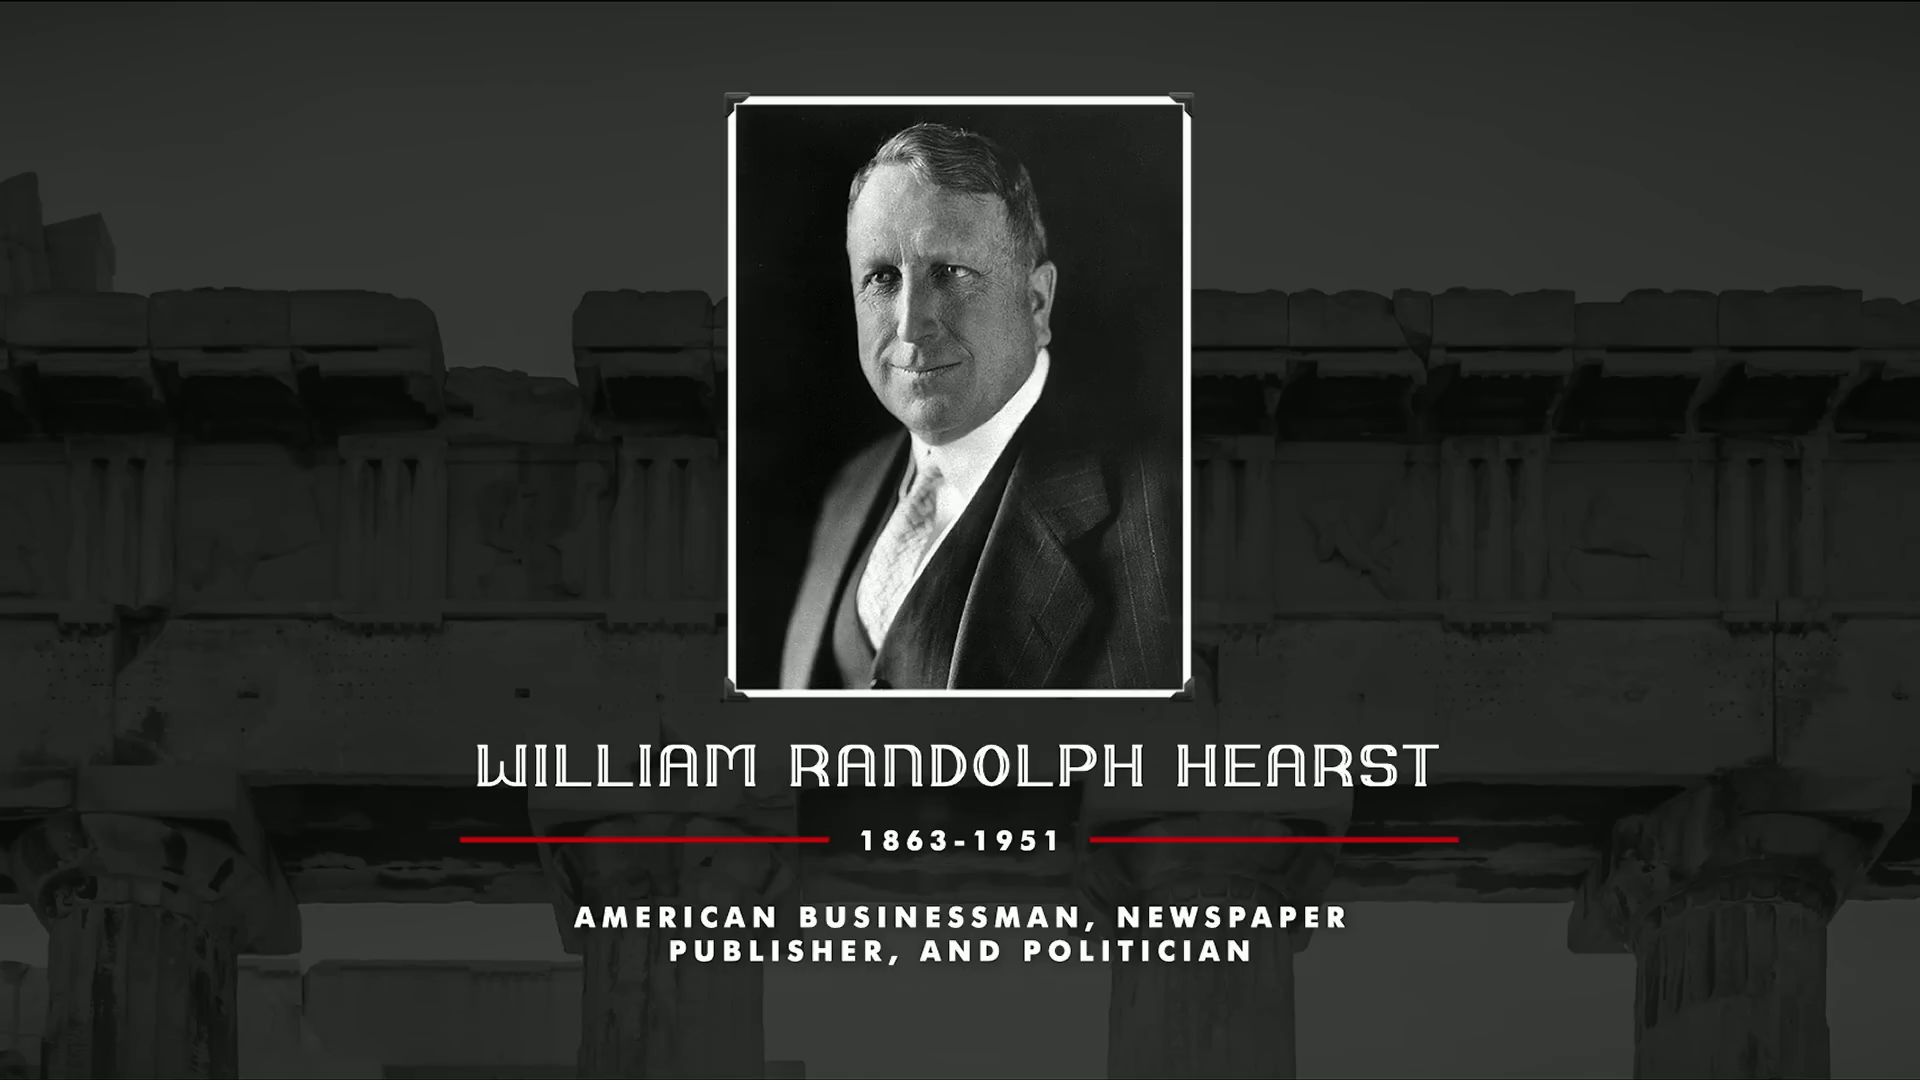 WILLIAM RANDOLPH HEARST
1863-1951
AMERICAN BUSINESSMAN, NEWSPAPER
PUBLISHER, AND POLITICIAN